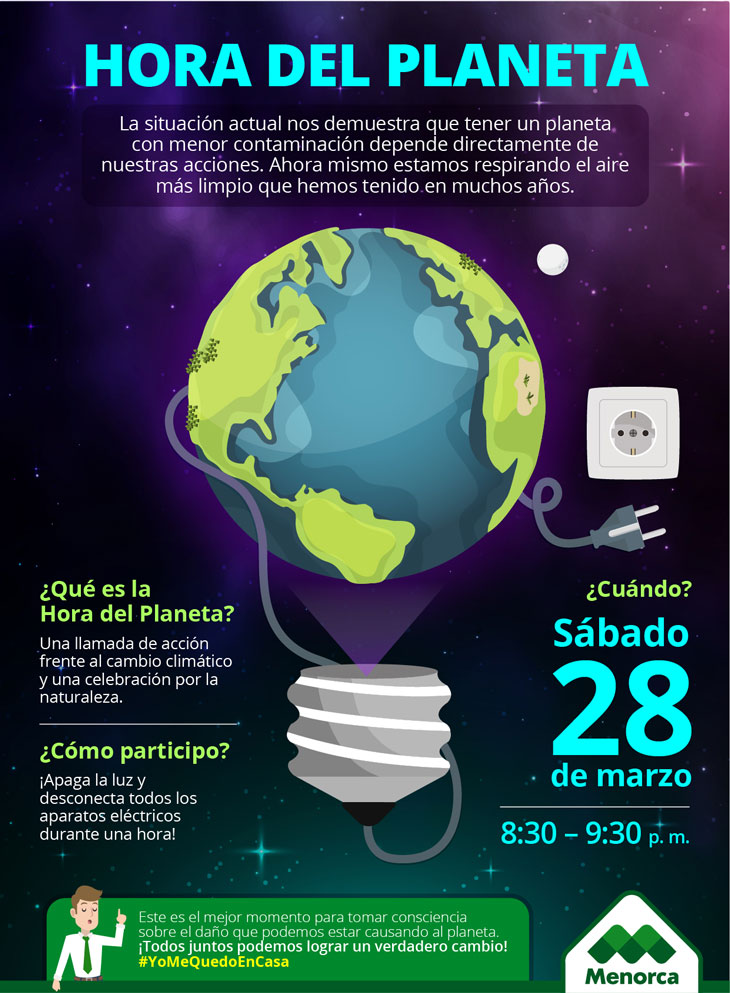 HORA DEL PLANETA
La situación actual nos demuestra que tener un planeta
con menor contaminación depende directamente de
nuestras acciones. Ahora mismo estamos respirando el aire
más limpio que hemos tenido en muchos años.
¿Qué es la
Hora del Planeta?
Una llamada de acción
frente al cambio climático
y una celebración por la
naturaleza.
¿Cómo participo?
¡Apaga la luz y
desconecta todos los
aparatos eléctricos
durante una hora!
¿Cuándo?
Sábado
28
de marzo
8:30 – 9:30 p. m.
Este es el mejor momento para tomar consciencia
sobre el daño que podemos estar causando al planeta.
¡Todos juntos podemos lograr un verdadero cambio!
#YoMeQuedoEnCasa
Menorca